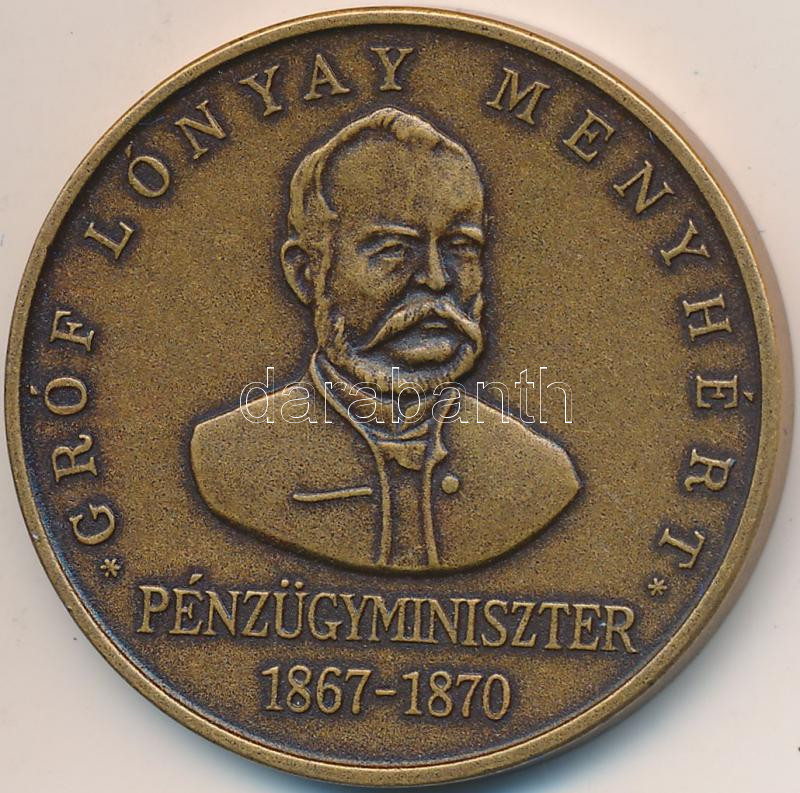 *GRÓF LÓNYAY MENYHÉRT*
darabanth
PÉNZÜGYMINISZTER
1867-1870